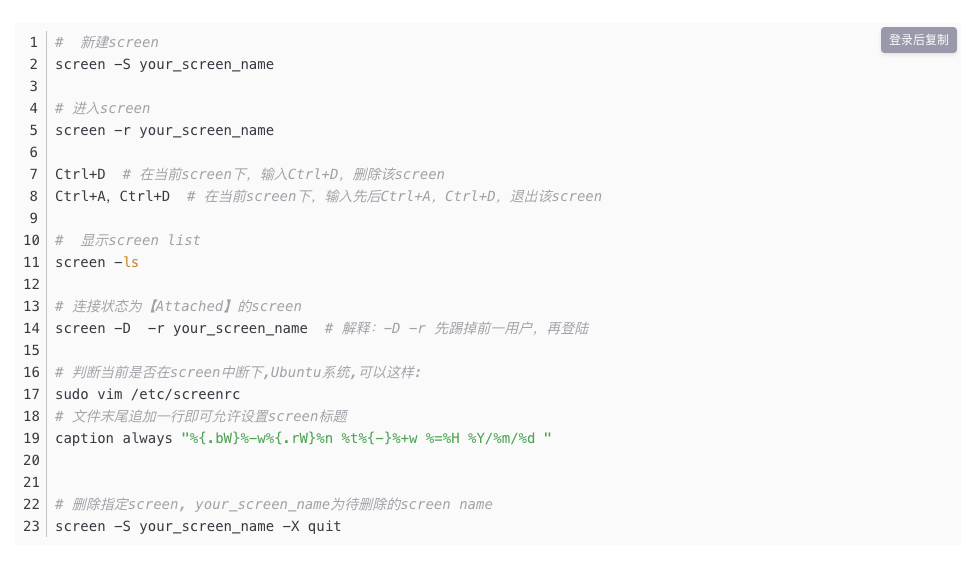 登录后复制
1 #  新建screen
2 screen -S your_screen_name
3
4 # 进入screen
5 screen -r your_screen_name
6
7 Ctrl+D  # 在当前screen下，输入Ctrl+D，删除该screen
8 Ctrl+A，Ctrl+D  # 在当前screen下，输入先后Ctrl+A，Ctrl+D，退出该screen
9
10 #  显示screen list
11 screen -ls
12
13 # 连接状态为【Attached】的screen
14 screen -D  -r your_screen_name  # 解释：-D -r 先踢掉前一用户，再登陆
15
16 # 判断当前是否在screen中断下,Ubuntu系统,可以这样:
17 sudo vim /etc/screenrc
18 # 文件末尾追加一行即可允许设置screen标题
19 caption always "%{.bW}%-w%{.rW}%n %t%{-}%+w %=%H %Y/%m/%d "
20
21
22 # 删除指定screen, your_screen_name为待删除的screen name
23 screen -S your_screen_name -X quit